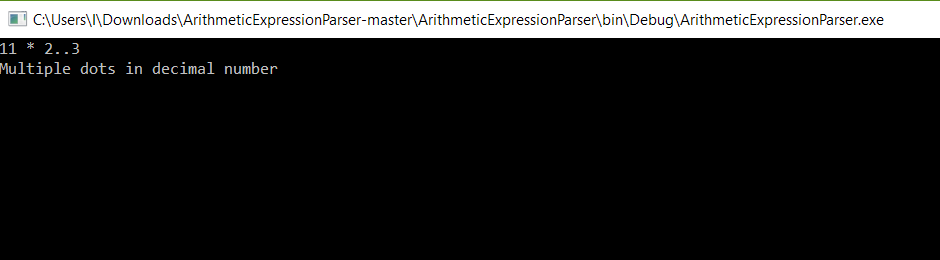 C:\Users\I\Downloads\ArithmeticExpressionParser-master\ArithmeticExpressionParser\bin\Debug\ArithmeticExpressionParser.exe
11 * 2..3
Multiple dots in decimal number